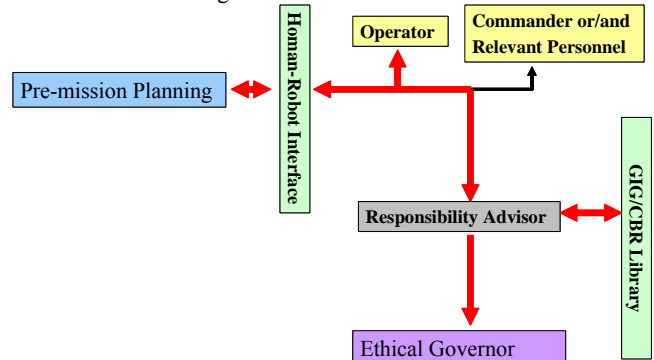 Operator
Commander or/and
Relevant Personnel
Pre-mission Planning
Homan-Robot Interface
GIG/CBR Library
Responsibility Advisor
Ethical Governor